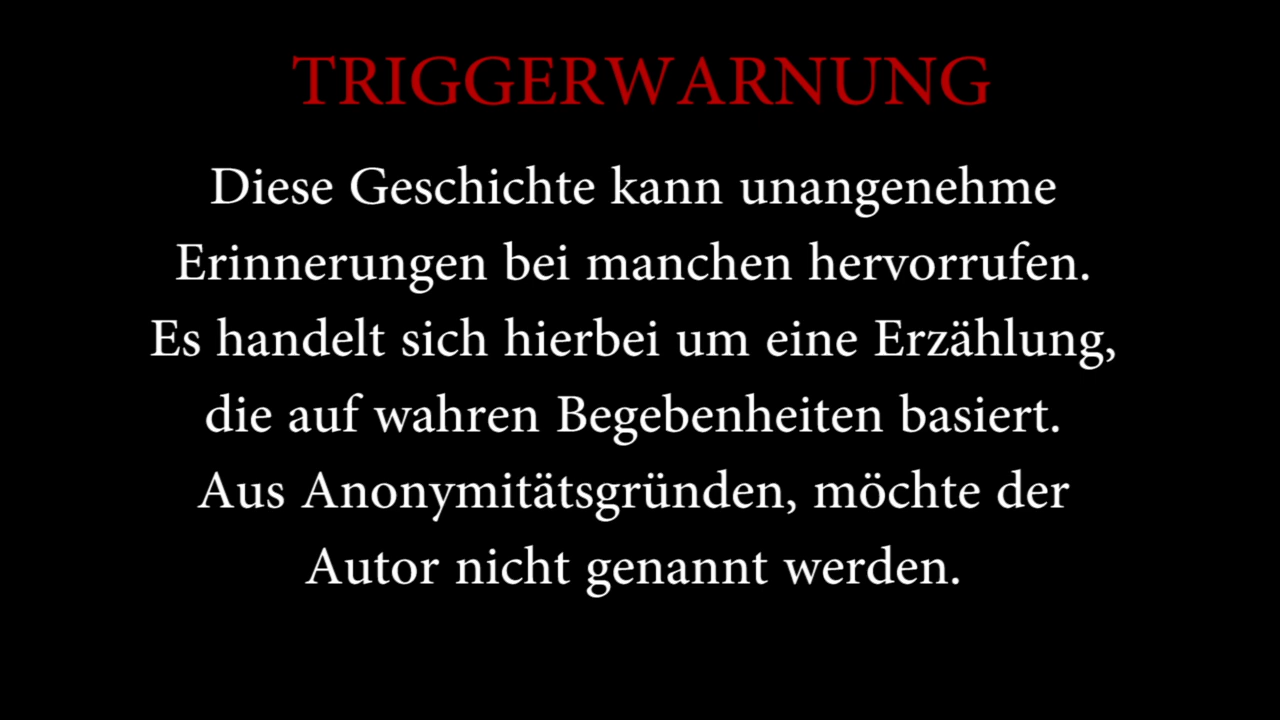 TRIGGERWARNUNG
Diese Geschichte kann unangenehme
Erinnerungen bei manchen hervorrufen.
Es handelt sich hierbei um eine Erzählung,
die auf wahren Begebenheiten basiert.
Aus Anonymitätsgründen, möchte der
Autor nicht genannt werden.